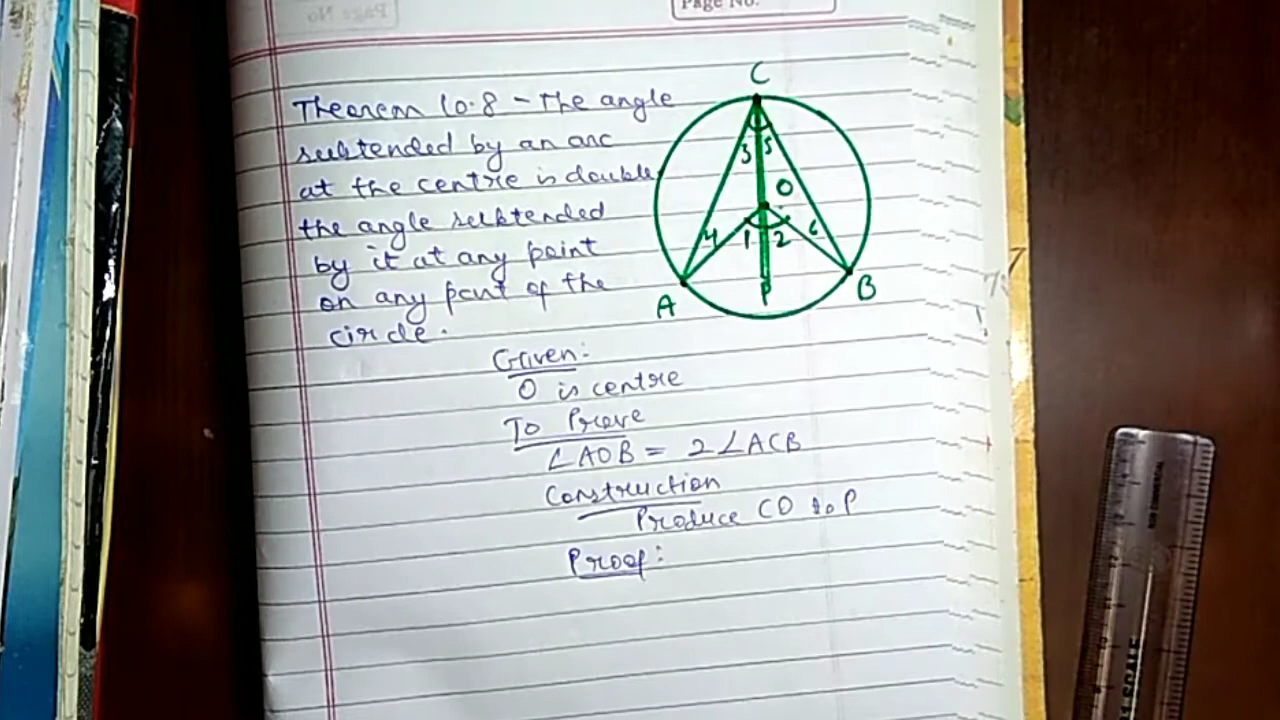 Page No.
Theorem 10.8 - The angle
subtended by an arc
at the centre is double
the angle subtended
by it at any point
on any point of the
circle.
C
3 5
O
4 1 2 6
A P B
Given:
O is centre
To Prove
∠AOB = 2∠ACB
Construction
Produce CO to P
Proof: